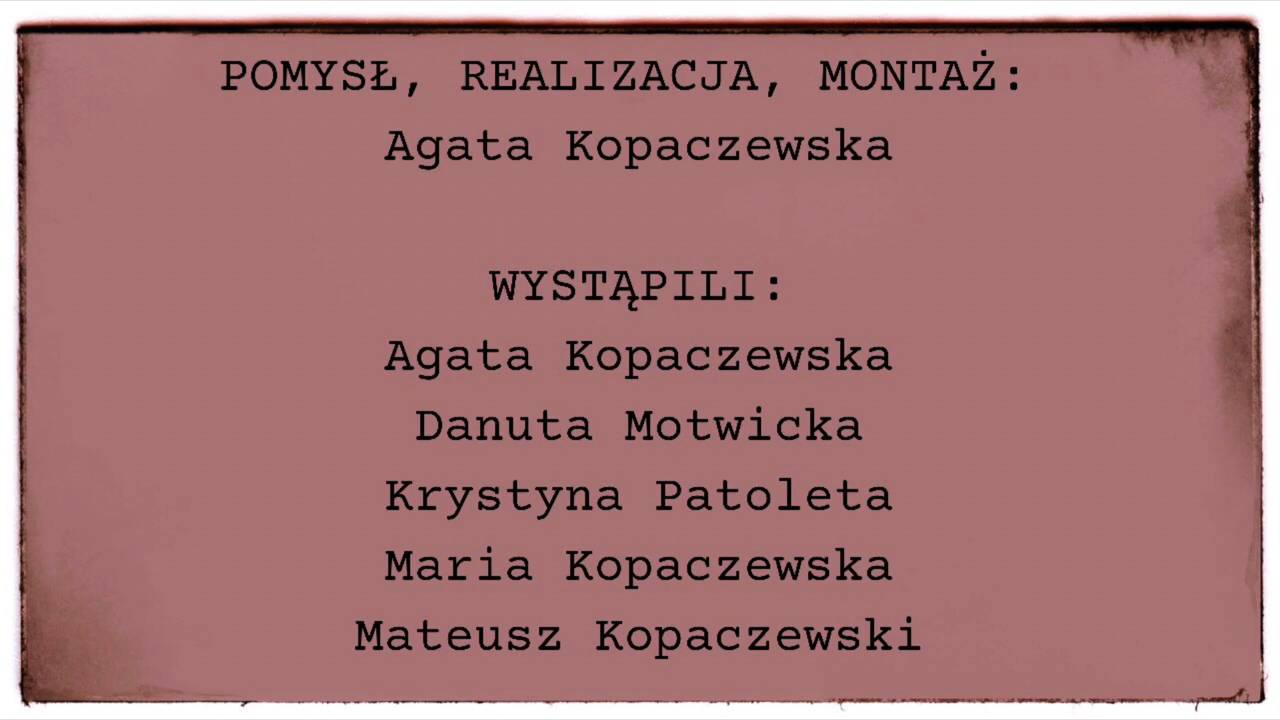 POMYSŁ, REALIZACJA, MONTAŻ:
Agata Kopaczewska
WYSTĄPILI:
Agata Kopaczewska
Danuta Motwicka
Krystyna Patoleta
Maria Kopaczewska
Mateusz Kopaczewski